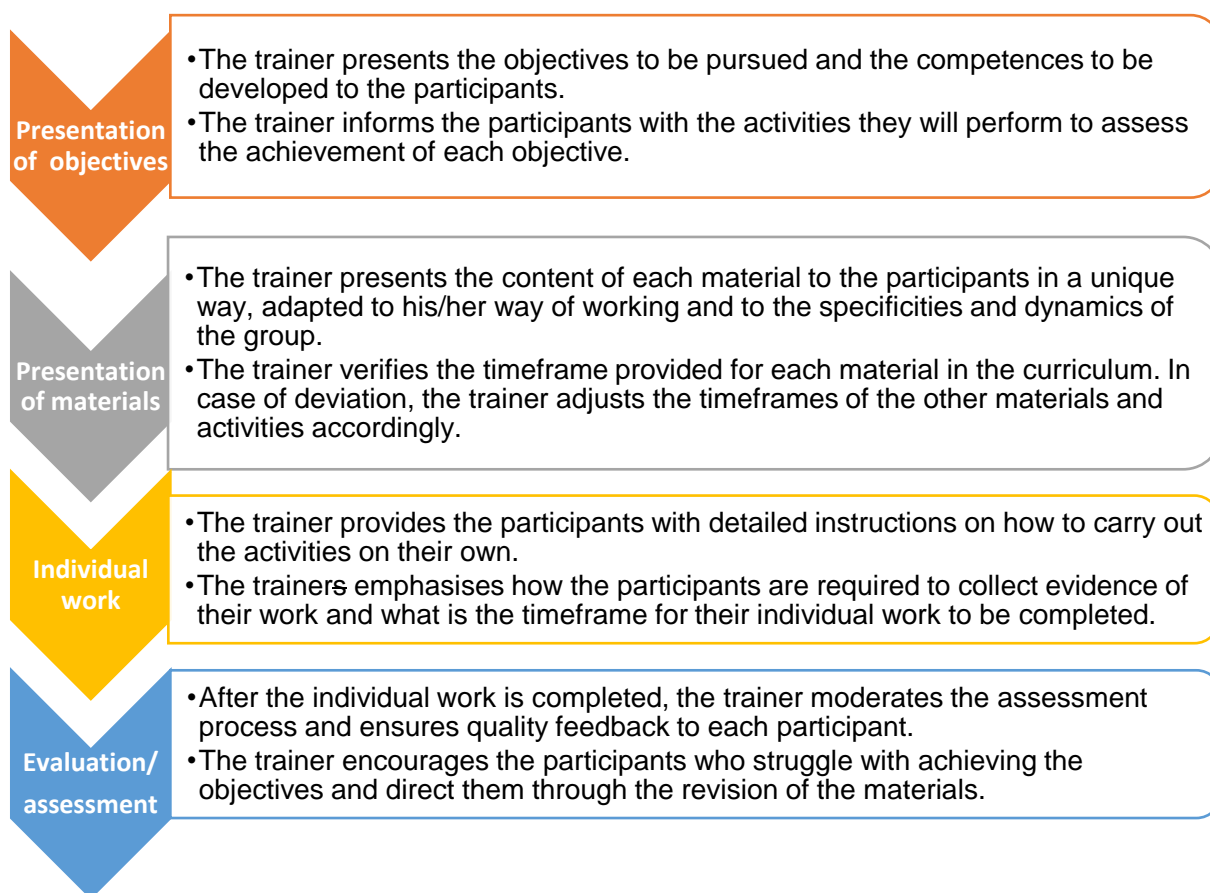 Presentation
of objectives
•The trainer presents the objectives to be pursued and the competences to be
developed to the participants.
•The trainer informs the participants with the activities they will perform to assess
the achievement of each objective.
Presentation
of materials
•The trainer presents the content of each material to the participants in a unique
way, adapted to his/her way of working and to the specificities and dynamics of
the group.
•The trainer verifies the timeframe provided for each material in the curriculum. In
case of deviation, the trainer adjusts the timeframes of the other materials and
activities accordingly.
Individual
work
•The trainer provides the participants with detailed instructions on how to carry out
the activities on their own.
•The trainers emphasises how the participants are required to collect evidence of
their work and what is the timeframe for their individual work to be completed.
Evaluation/
assessment
•After the individual work is completed, the trainer moderates the assessment
process and ensures quality feedback to each participant.
•The trainer encourages the participants who struggle with achieving the
objectives and direct them through the revision of the materials.